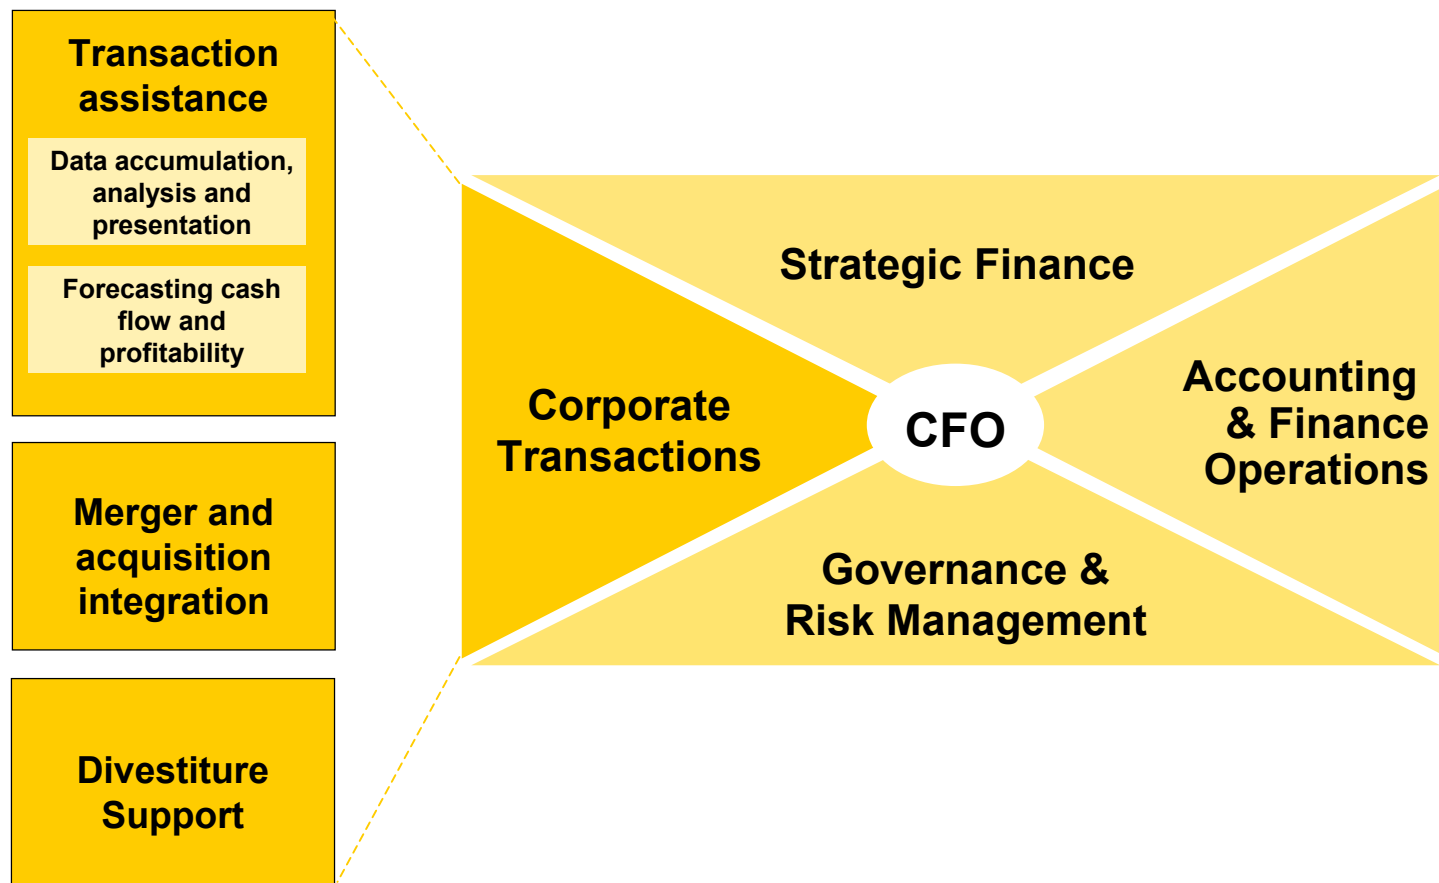 Transaction
assistance
Data accumulation,
analysis and
presentation
Forecasting cash
flow and
profitability
Merger and
acquisition
integration
Divestiture
Support
Strategic Finance
Corporate
Transactions
CFO
Accounting
& Finance
Operations
Governance &
Risk Management